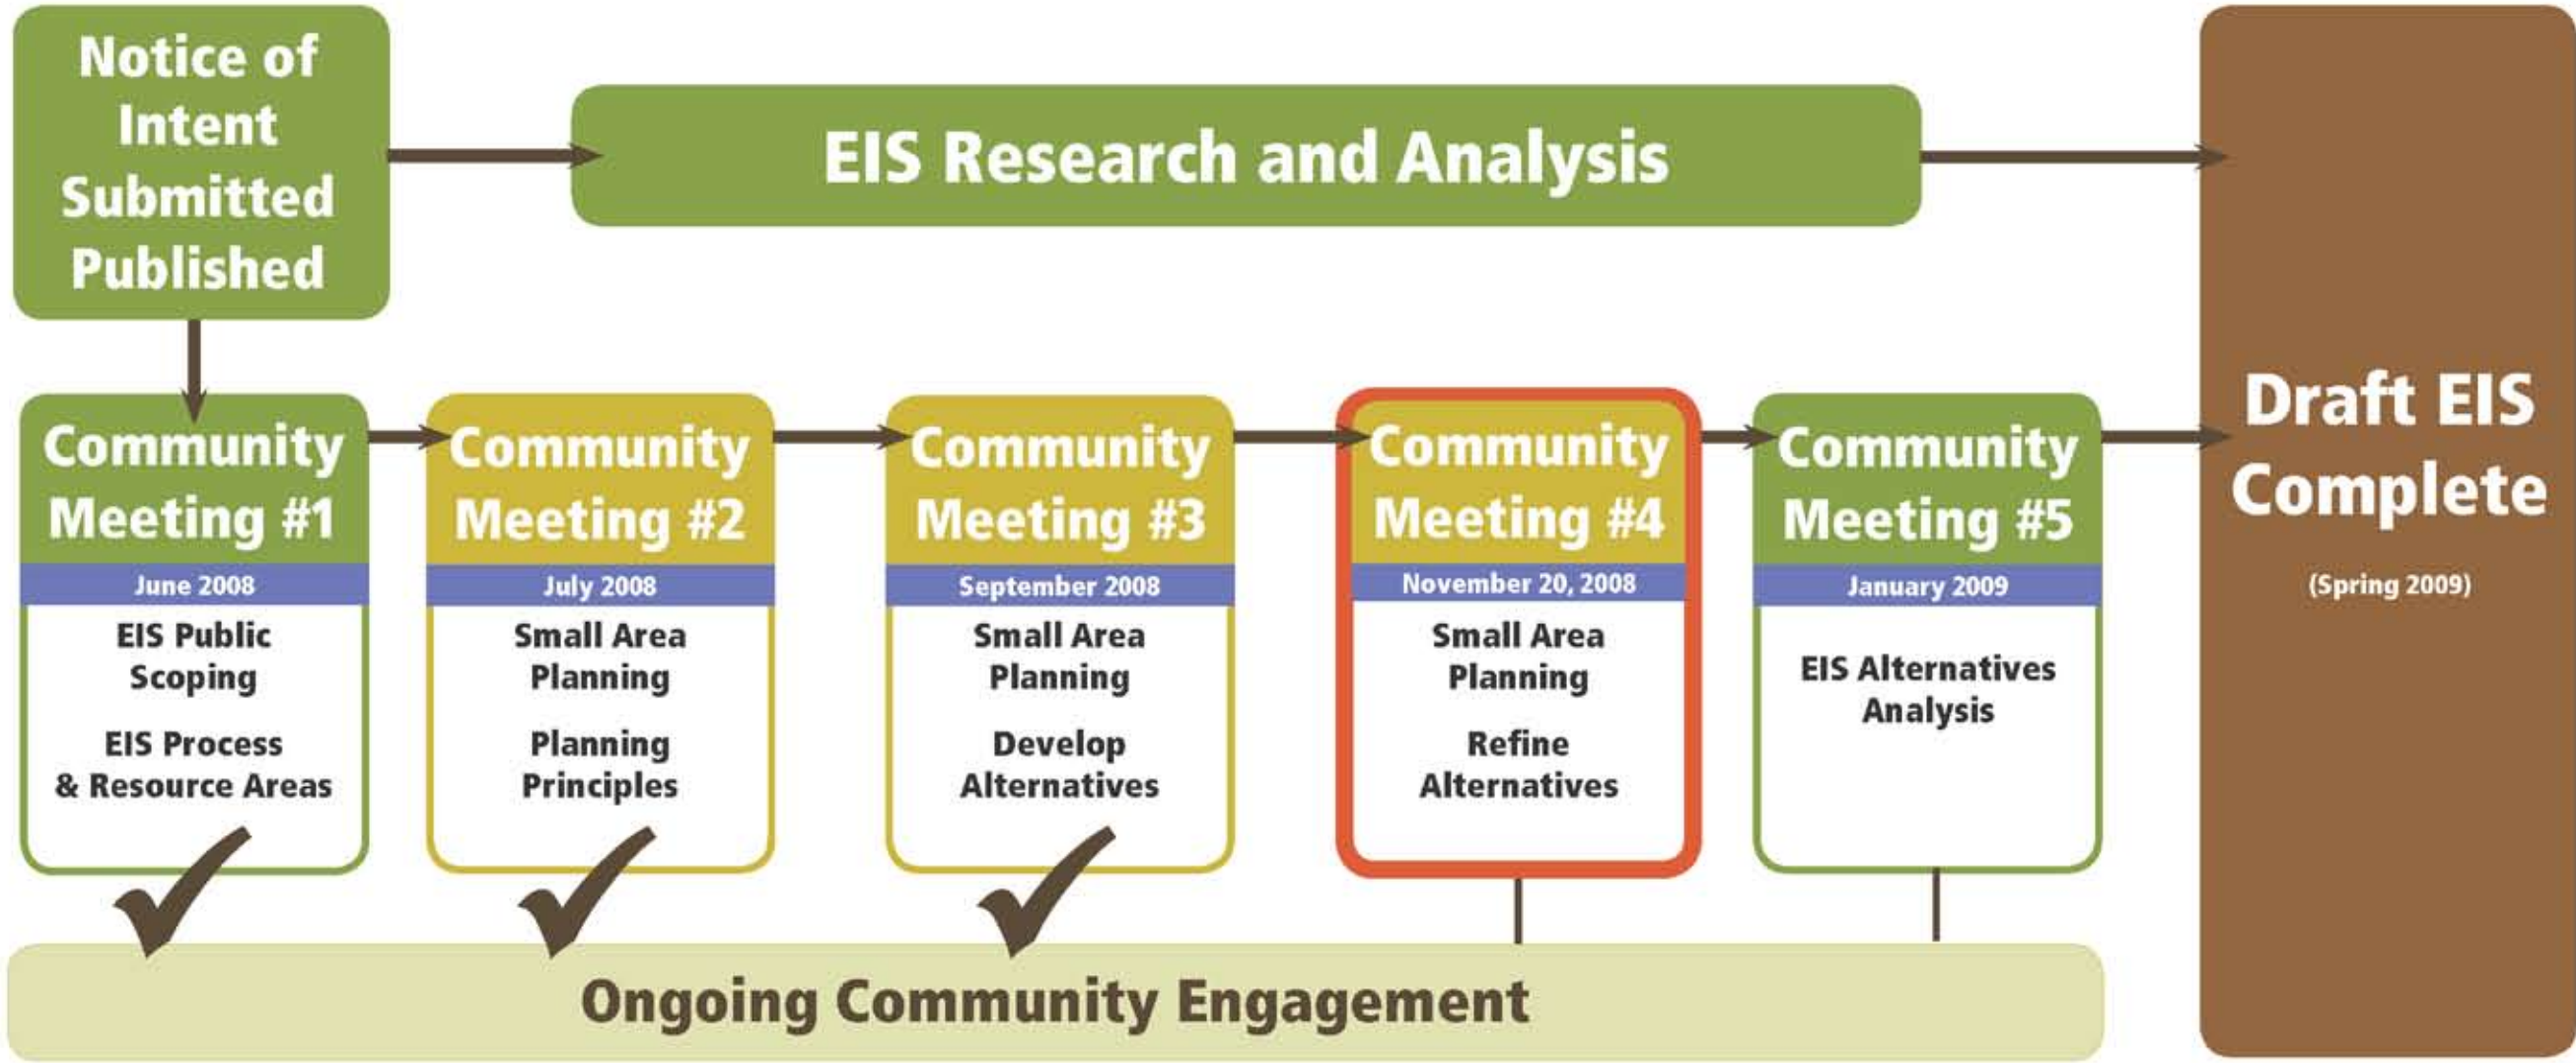 Notice of
Intent
Submitted
Published
EIS Research and Analysis
Community
Meeting #1
June 2008
EIS Public
Scoping
EIS Process
& Resource Areas
Community
Meeting #2
July 2008
Small Area
Planning
Planning
Principles
Community
Meeting #3
September 2008
Small Area
Planning
Develop
Alternatives
Community
Meeting #4
November 20, 2008
Small Area
Planning
Refine
Alternatives
Community
Meeting #5
January 2009
EIS Alternatives
Analysis
Draft EIS
Complete
(Spring 2009)
Ongoing Community Engagement